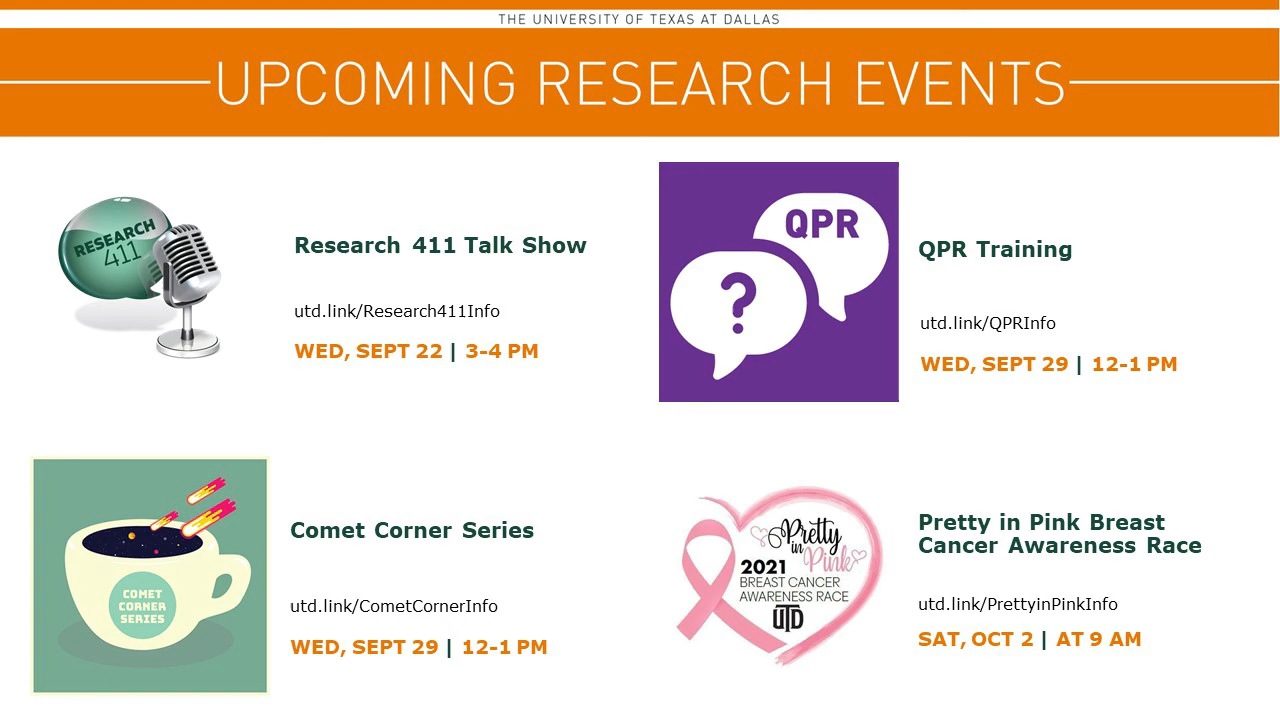 THE UNIVERSITY OF TEXAS AT DALLAS
UPCOMING RESEARCH EVENTS
RESEARCH
411
Research 411 Talk Show
utd.link/Research411Info
WED, SEPT 22 | 3-4 PM
QPR
?
QPR Training
utd.link/QPRInfo
WED, SEPT 29 | 12-1 PM
COMET
CORNER
SERIES
Comet Corner Series
utd.link/CometCornerInfo
WED, SEPT 29 | 12-1 PM
Pretty
in Pink
2021
BREAST CANCER
AWARENESS RACE
UTD
Pretty in Pink Breast
Cancer Awareness Race
utd.link/PrettyinPinkInfo
SAT, OCT 2 | AT 9 AM